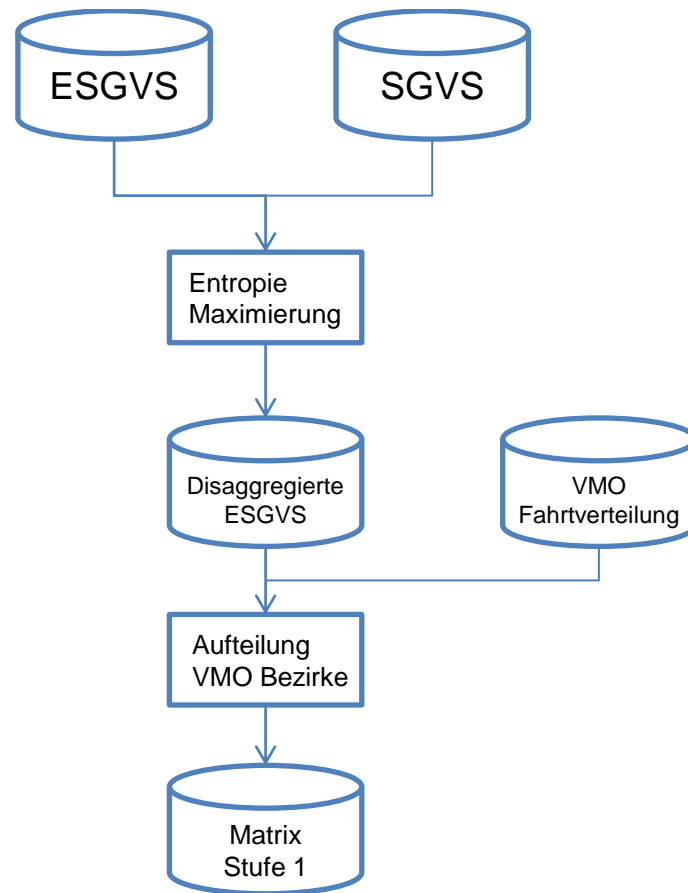 ESGVS
SGVS
Entropie
Maximierung
Disaggregierte
ESGVS
VMO
Fahrtverteilung
Aufteilung
VMO Bezirke
Matrix
Stufe 1